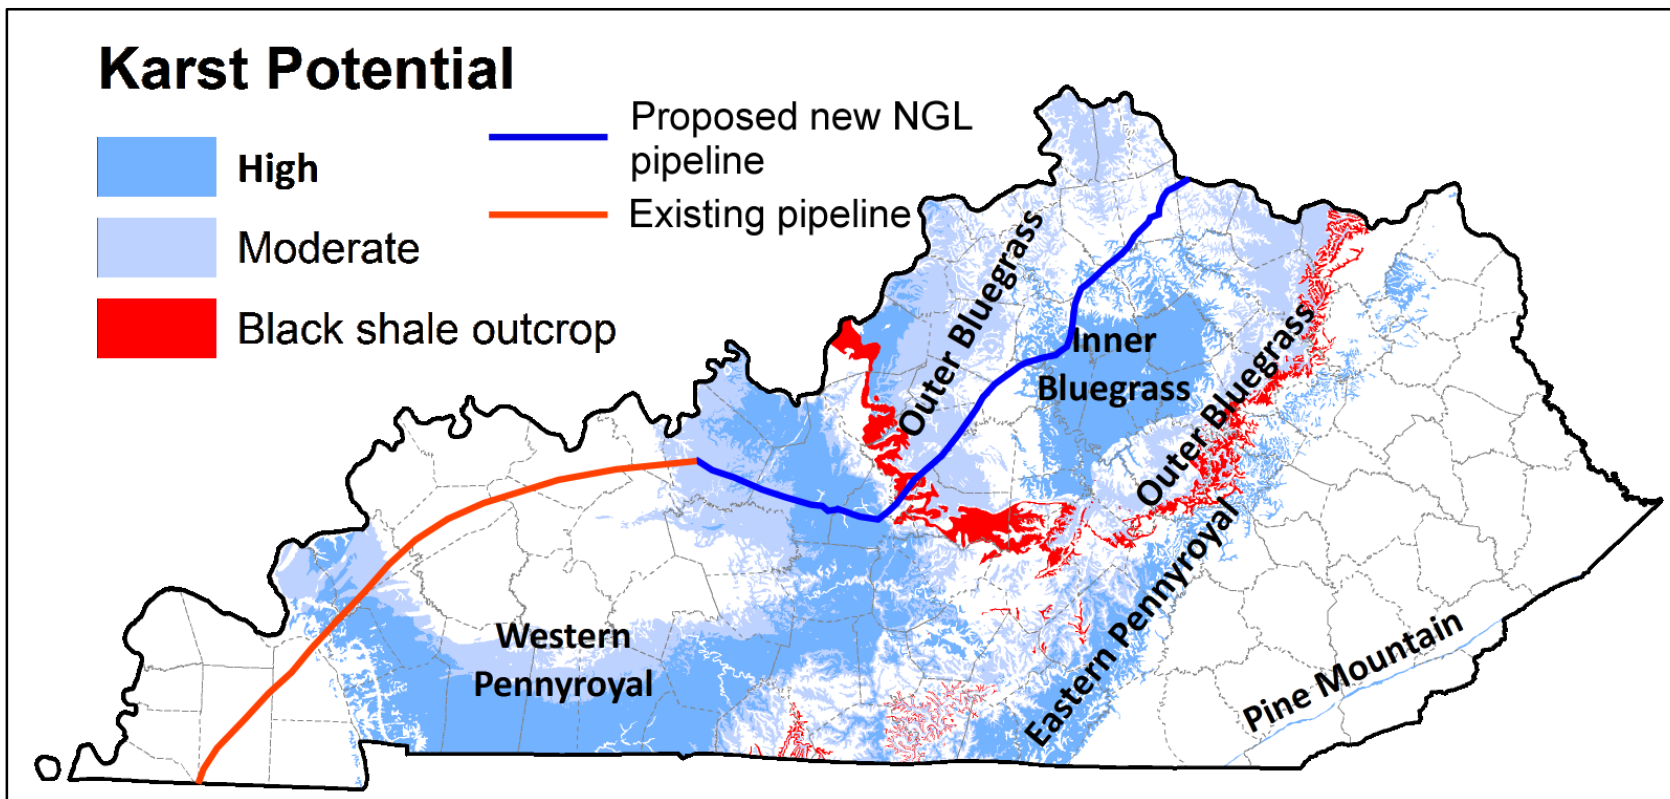 Karst Potential
High
Moderate
Black shale outcrop
Proposed new NGL
pipeline
Existing pipeline
Outer Bluegrass
Inner
Bluegrass
Outer Bluegrass
Western
Pennyroyal
Eastern Pennyroyal
Pine Mountain